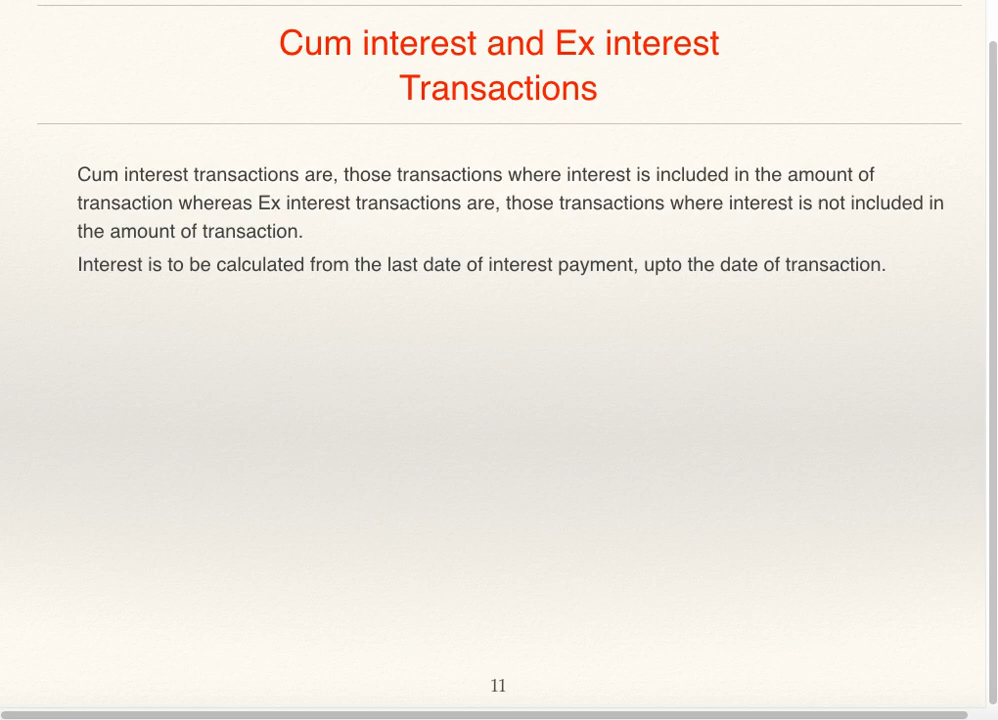 Cum interest and Ex interest
Transactions
Cum interest transactions are, those transactions where interest is included in the amount of
transaction whereas Ex interest transactions are, those transactions where interest is not included in
the amount of transaction.
Interest is to be calculated from the last date of interest payment, upto the date of transaction.
11